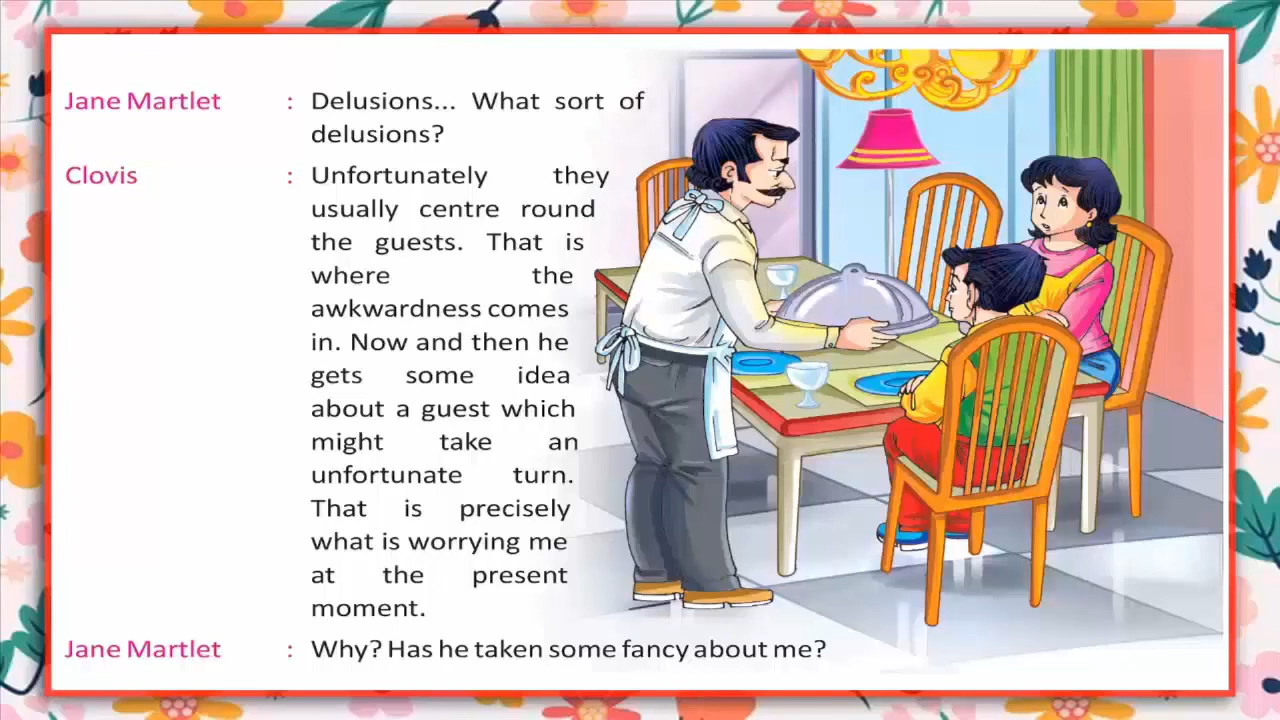 Jane Martlet : Delusions... What sort of
delusions?
Clovis : Unfortunately they
usually centre round
the guests. That is
where the
awkwardness comes
in. Now and then he
gets some idea
about a guest which
might take an
unfortunate turn.
That is precisely
what is worrying me
at the present
moment.
Jane Martlet : Why? Has he taken some fancy about me?